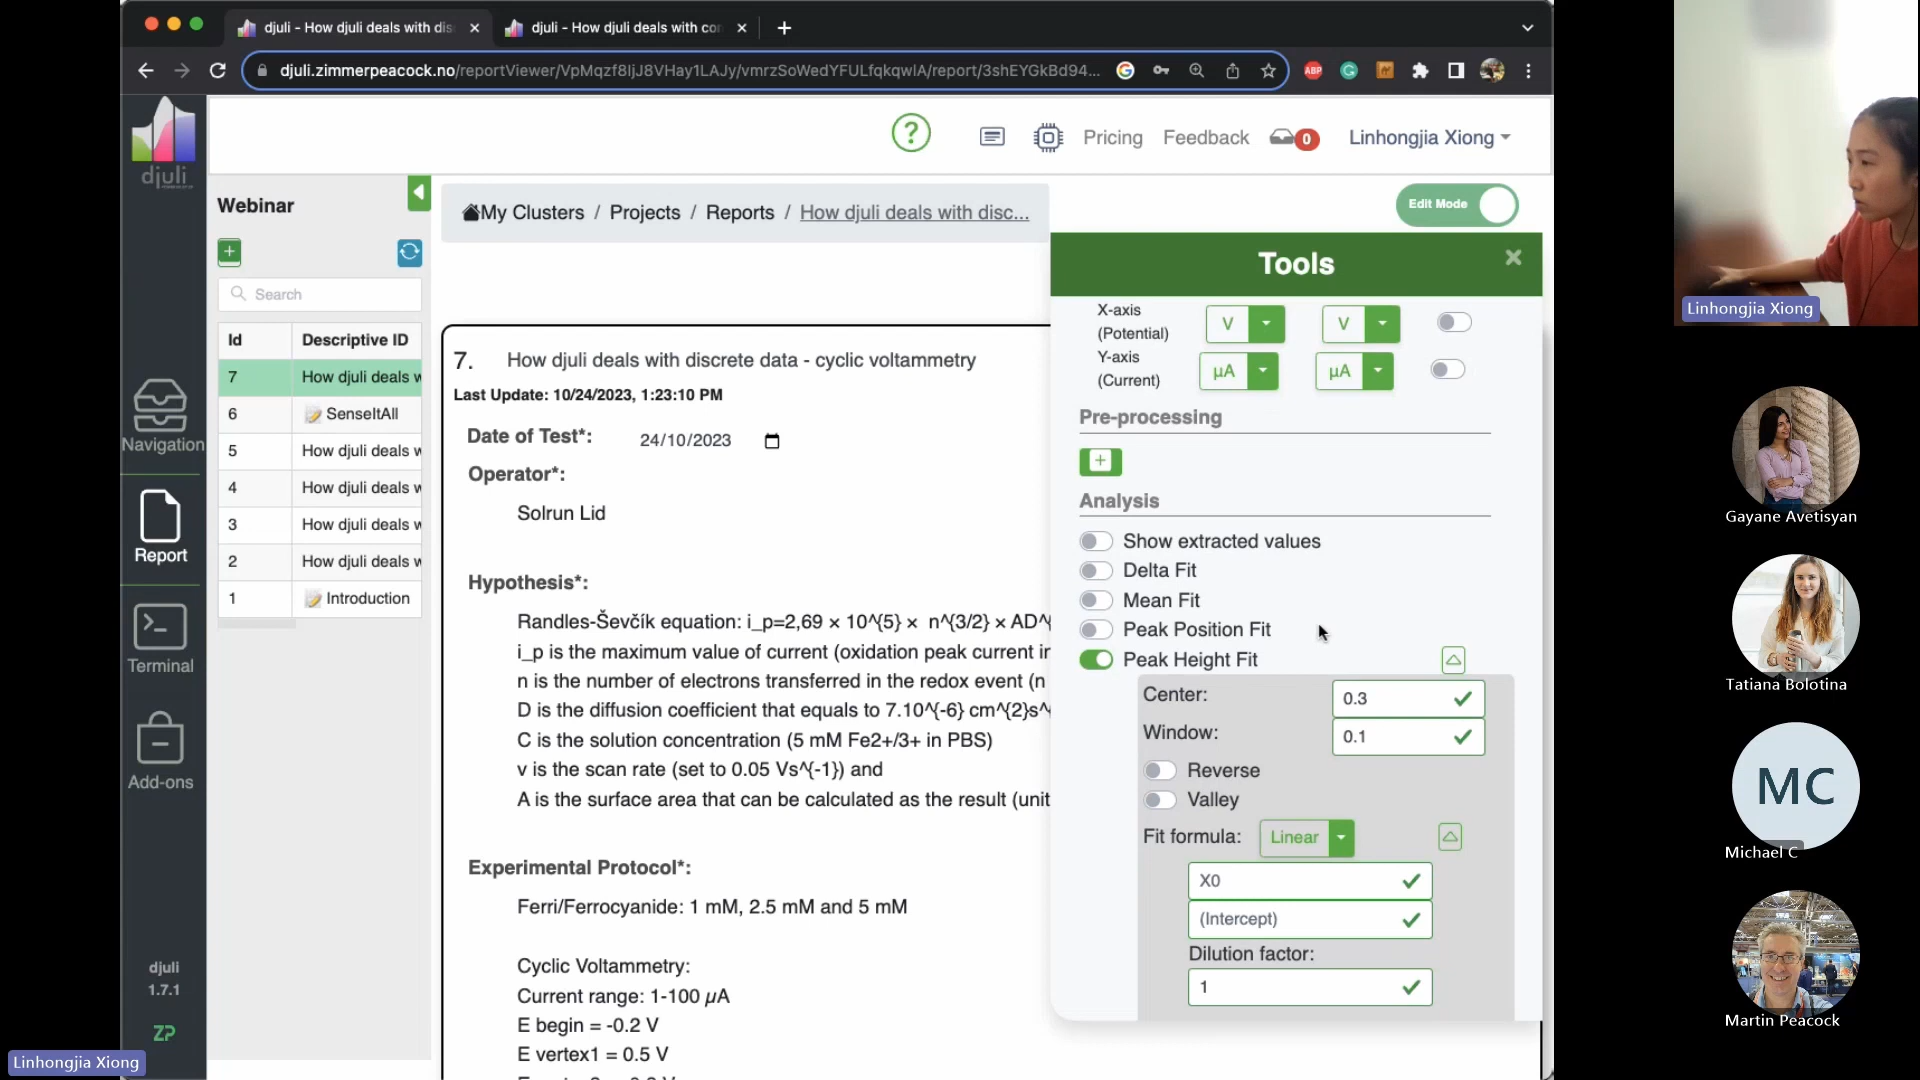 djuli - How djuli deals with dis
djuli - How djuli deals with con
djuli.zimmerpeacock.no/reportViewer/VpMqzf8IjJ8VHay1LAJy/vmrzSoWedYFULfqkqwIA/report/3shEYGkBd94...
ABP
djuli
Pricing
Feedback
0
Linhongjia Xiong
Webinar
My Clusters / Projects / Reports / How djuli deals with disc...
Edit Mode
Search
Id Descriptive ID
7 How djuli deals w
6 📝 SenseItAll
5 How djuli deals w
4 How djuli deals w
3 How djuli deals w
2 How djuli deals w
1 📝 Introduction
Navigation
Report
Terminal
Add-ons
djuli
1.7.1
ZP
7. How djuli deals with discrete data - cyclic voltammetry
Last Update: 10/24/2023, 1:23:10 PM
Date of Test*: 24/10/2023
Operator*:
Solrun Lid
Hypothesis*:
Randles-Ševčík equation: i_p=2,69 × 10^{5} × n^{3/2} × AD^{
i_p is the maximum value of current (oxidation peak current in
n is the number of electrons transferred in the redox event (n
D is the diffusion coefficient that equals to 7.10^{-6} cm^{2}s^{
C is the solution concentration (5 mM Fe2+/3+ in PBS)
v is the scan rate (set to 0.05 Vs^{-1}) and
A is the surface area that can be calculated as the result (unit
Experimental Protocol*:
Ferri/Ferrocyanide: 1 mM, 2.5 mM and 5 mM
Cyclic Voltammetry:
Current range: 1-100 µA
E begin = -0.2 V
E vertex1 = 0.5 V
Tools
X-axis
(Potential)
V V
Y-axis
(Current)
µA µA
Pre-processing
Analysis
Show extracted values
Delta Fit
Mean Fit
Peak Position Fit
Peak Height Fit
Center: 0.3
Window: 0.1
Reverse
Valley
Fit formula: Linear
X0
(Intercept)
Dilution factor:
1
Linhongjia Xiong
Gayane Avetisyan
Tatiana Bolotina
MC
Michael C
Martin Peacock
Linhongjia Xiong